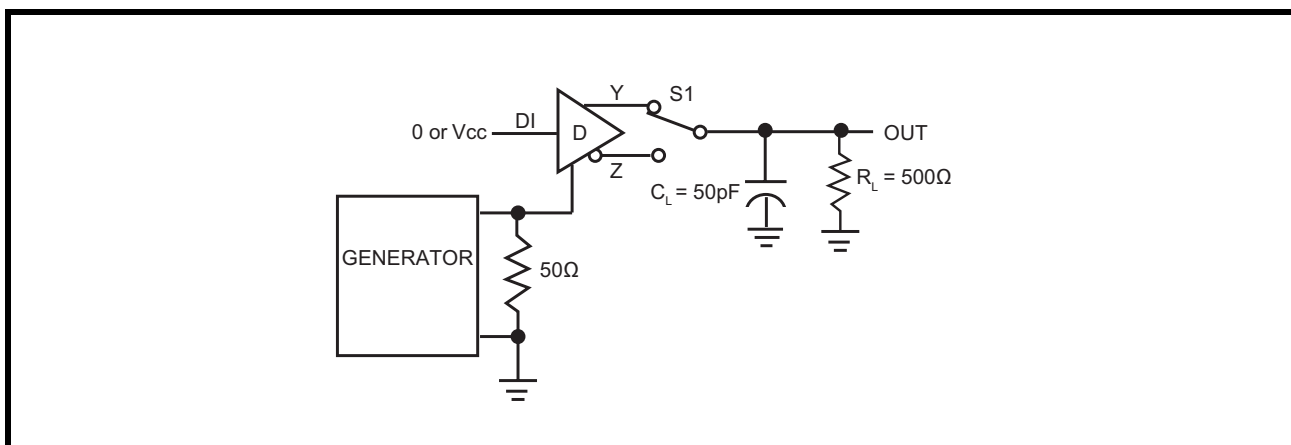 Y
S1
DI
0 or Vcc
D
OUT
Z
C_L = 50pF
R_L = 500Ω
GENERATOR
50Ω